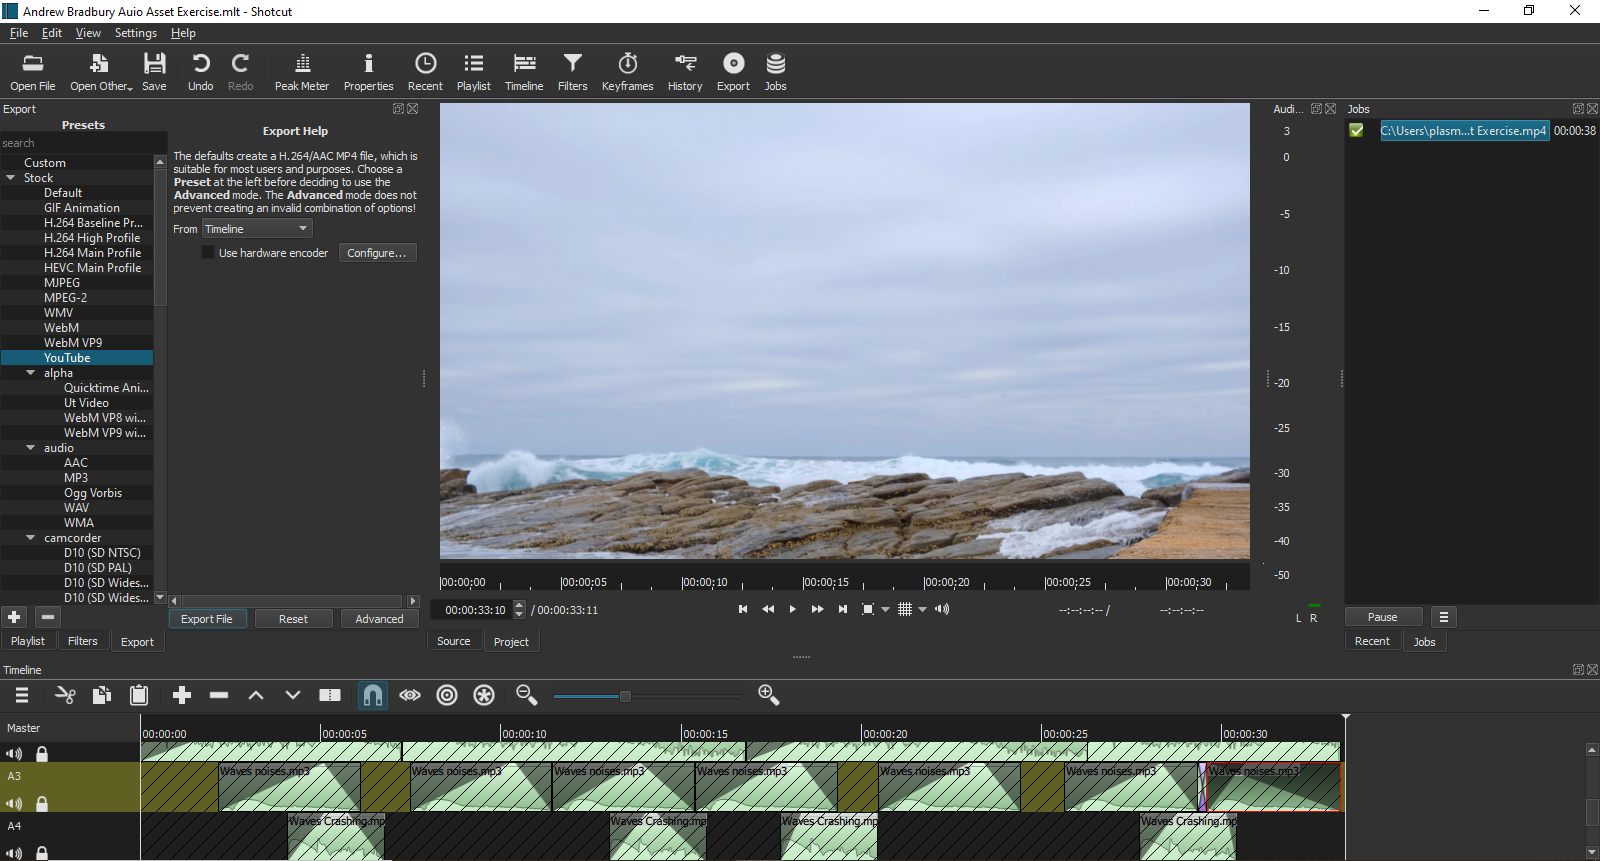 Andrew Bradbury Auio Asset Exercise.mlt - Shotcut
File Edit View Settings Help
Open File Open Other... Save Undo Redo Peak Meter Properties Recent Playlist Timeline Filters Keyframes History Export Jobs
Export
Presets
search
Custom
Stock
Default
GIF Animation
H.264 Baseline Pr...
H.264 High Profile
H.264 Main Profile
HEVC Main Profile
MJPEG
MPEG-2
WMV
WebM
WebM VP9
YouTube
alpha
Quicktime Ani...
Ut Video
WebM VP8 wi...
WebM VP9 wi...
audio
AAC
MP3
Ogg Vorbis
WAV
WMA
camcorder
D10 (SD NTSC)
D10 (SD PAL)
D10 (SD Wides...
D10 (SD Wides...
Export Help
The defaults create a H.264/AAC MP4 file, which is
suitable for most users and purposes. Choose a
Preset at the left before deciding to use the
Advanced mode. The Advanced mode does not
prevent creating an invalid combination of options!
From Timeline
Use hardware encoder Configure...
Export File Reset Advanced
Playlist Filters Export
00:00:00 00:00:05 00:00:10 00:00:15 00:00:20 00:00:25 00:00:30
00:00:33:10 / 00:00:33:11 --:--:--:-- / --:--:--:--
Source Project
Audi...
3
0
-5
-10
-15
-20
-25
-30
-35
-40
-50
L R
Jobs
C:\Users\plasm...t Exercise.mp4 00:00:38
Pause
Recent Jobs
Timeline
Master
00:00:00 00:00:05 00:00:10 00:00:15 00:00:20 00:00:25 00:00:30
A3
Waves noises.mp3 Waves noises.mp3 Waves noises.mp3 Waves noises.mp3 Waves noises.mp3 Waves noises.mp3 Waves noises.mp3
A4
Waves Crashing.mp Waves Crashing.mp Waves Crashing.mp Waves Crashing.mp